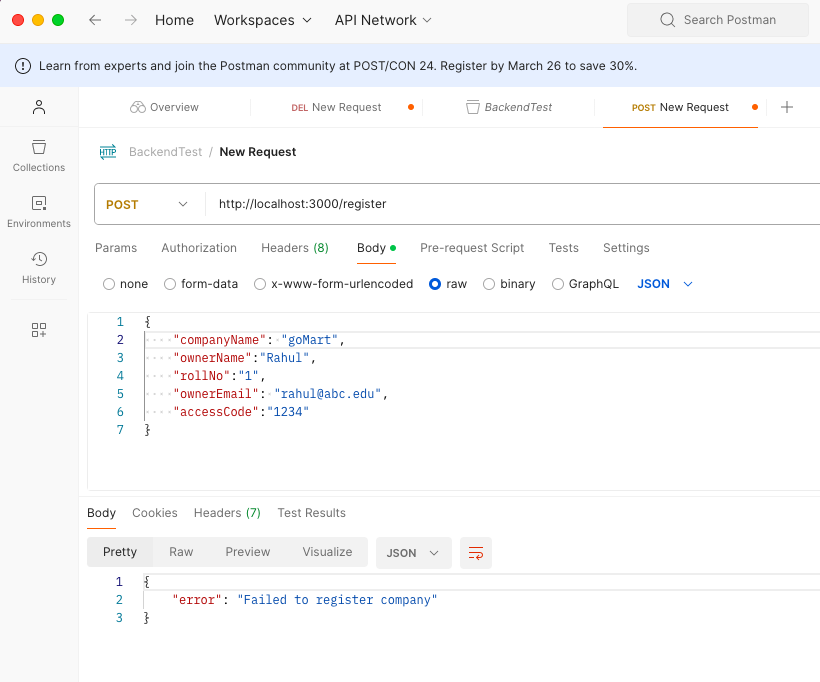 Home Workspaces API Network Search Postman
Learn from experts and join the Postman community at POST/CON 24. Register by March 26 to save 30%.
Overview DEL New Request BackendTest POST New Request
HTTP BackendTest / New Request
Collections
Environments
History
POST http://localhost:3000/register
Params Authorization Headers (8) Body Pre-request Script Tests Settings
none form-data x-www-form-urlencoded raw binary GraphQL JSON
1 {
2 "companyName": "goMart",
3 "ownerName":"Rahul",
4 "rollNo":"1",
5 "ownerEmail": "rahul@abc.edu",
6 "accessCode":"1234"
7 }
Body Cookies Headers (7) Test Results
Pretty Raw Preview Visualize JSON
1 {
2 "error": "Failed to register company"
3 }